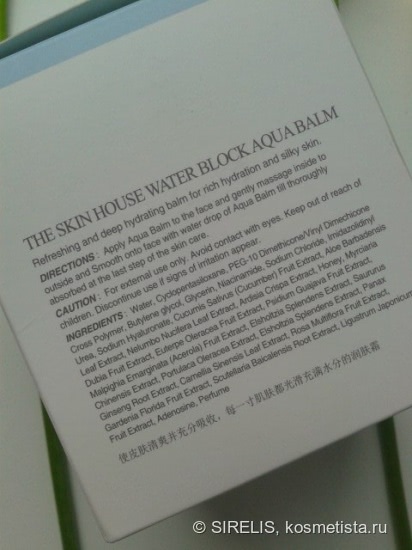 THE SKIN HOUSE WATER BLOCK AQUA BALM
Refreshing and deep hydrating balm for rich hydration and silky skin.
DIRECTIONS : Apply Aqua Balm to the face and gently massage inside to
outside and Smooth onto face with water drop of Aqua Balm till thoroughly
absorbed at the last step of the skin care.
CAUTION : For external use only. Avoid contact with eyes. Keep out of reach of
children. Discontinue use if signs of irritation appear.
INGREDIENTS : Water, Cyclopentasiloxane, PEG-10 Dimethicone/Vinyl Dimethicone
Cross Polymer, Butylene glycol, Glycerin, Niacinamide, Sodium Chloride, Imidazolidinyl
Urea, Sodium Hyaluronate, Cucumis Sativus (Cucumber) Fruit Extract, Aloe Barbadensis
Leaf Extract, Nelumbo Nucifera Leaf Extract, Ardisia Crispa Extract, Honey, Myrciaria
Dubia Fruit Extract, Euterpe Oleracea Fruit Extract, Psidium Guajava Fruit Extract,
Malpighia Emarginata (Acerola) Fruit Extract, Elsholtzia Splendens Extract, Saururus
Chinensis Extract, Portulaca Oleracea Extract, Elsholtzia Splendens Extract, Panax
Ginseng Root Extract, Camellia Sinensis Leaf Extract, Rosa Multiflora Fruit Extract,
Gardenia Florida Fruit Extract, Scutellaria Baicalensis Root Extract, Ligustrum Japonicum
Fruit Extract, Adenosine, Perfume
使皮肤清爽并充分吸收，每一寸肌肤都光滑充满水分的润肤霜
© SIRELIS, kosmetista.ru